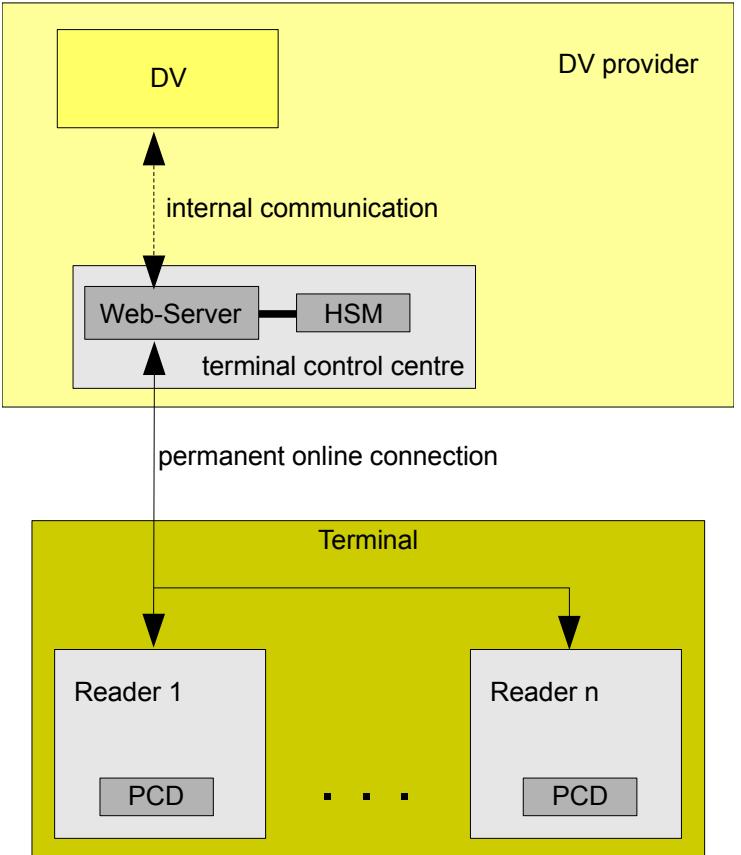 DV provider
DV
internal communication
Web-Server
HSM
terminal control centre
permanent online connection
Terminal
Reader 1
Reader n
PCD
. . .
PCD